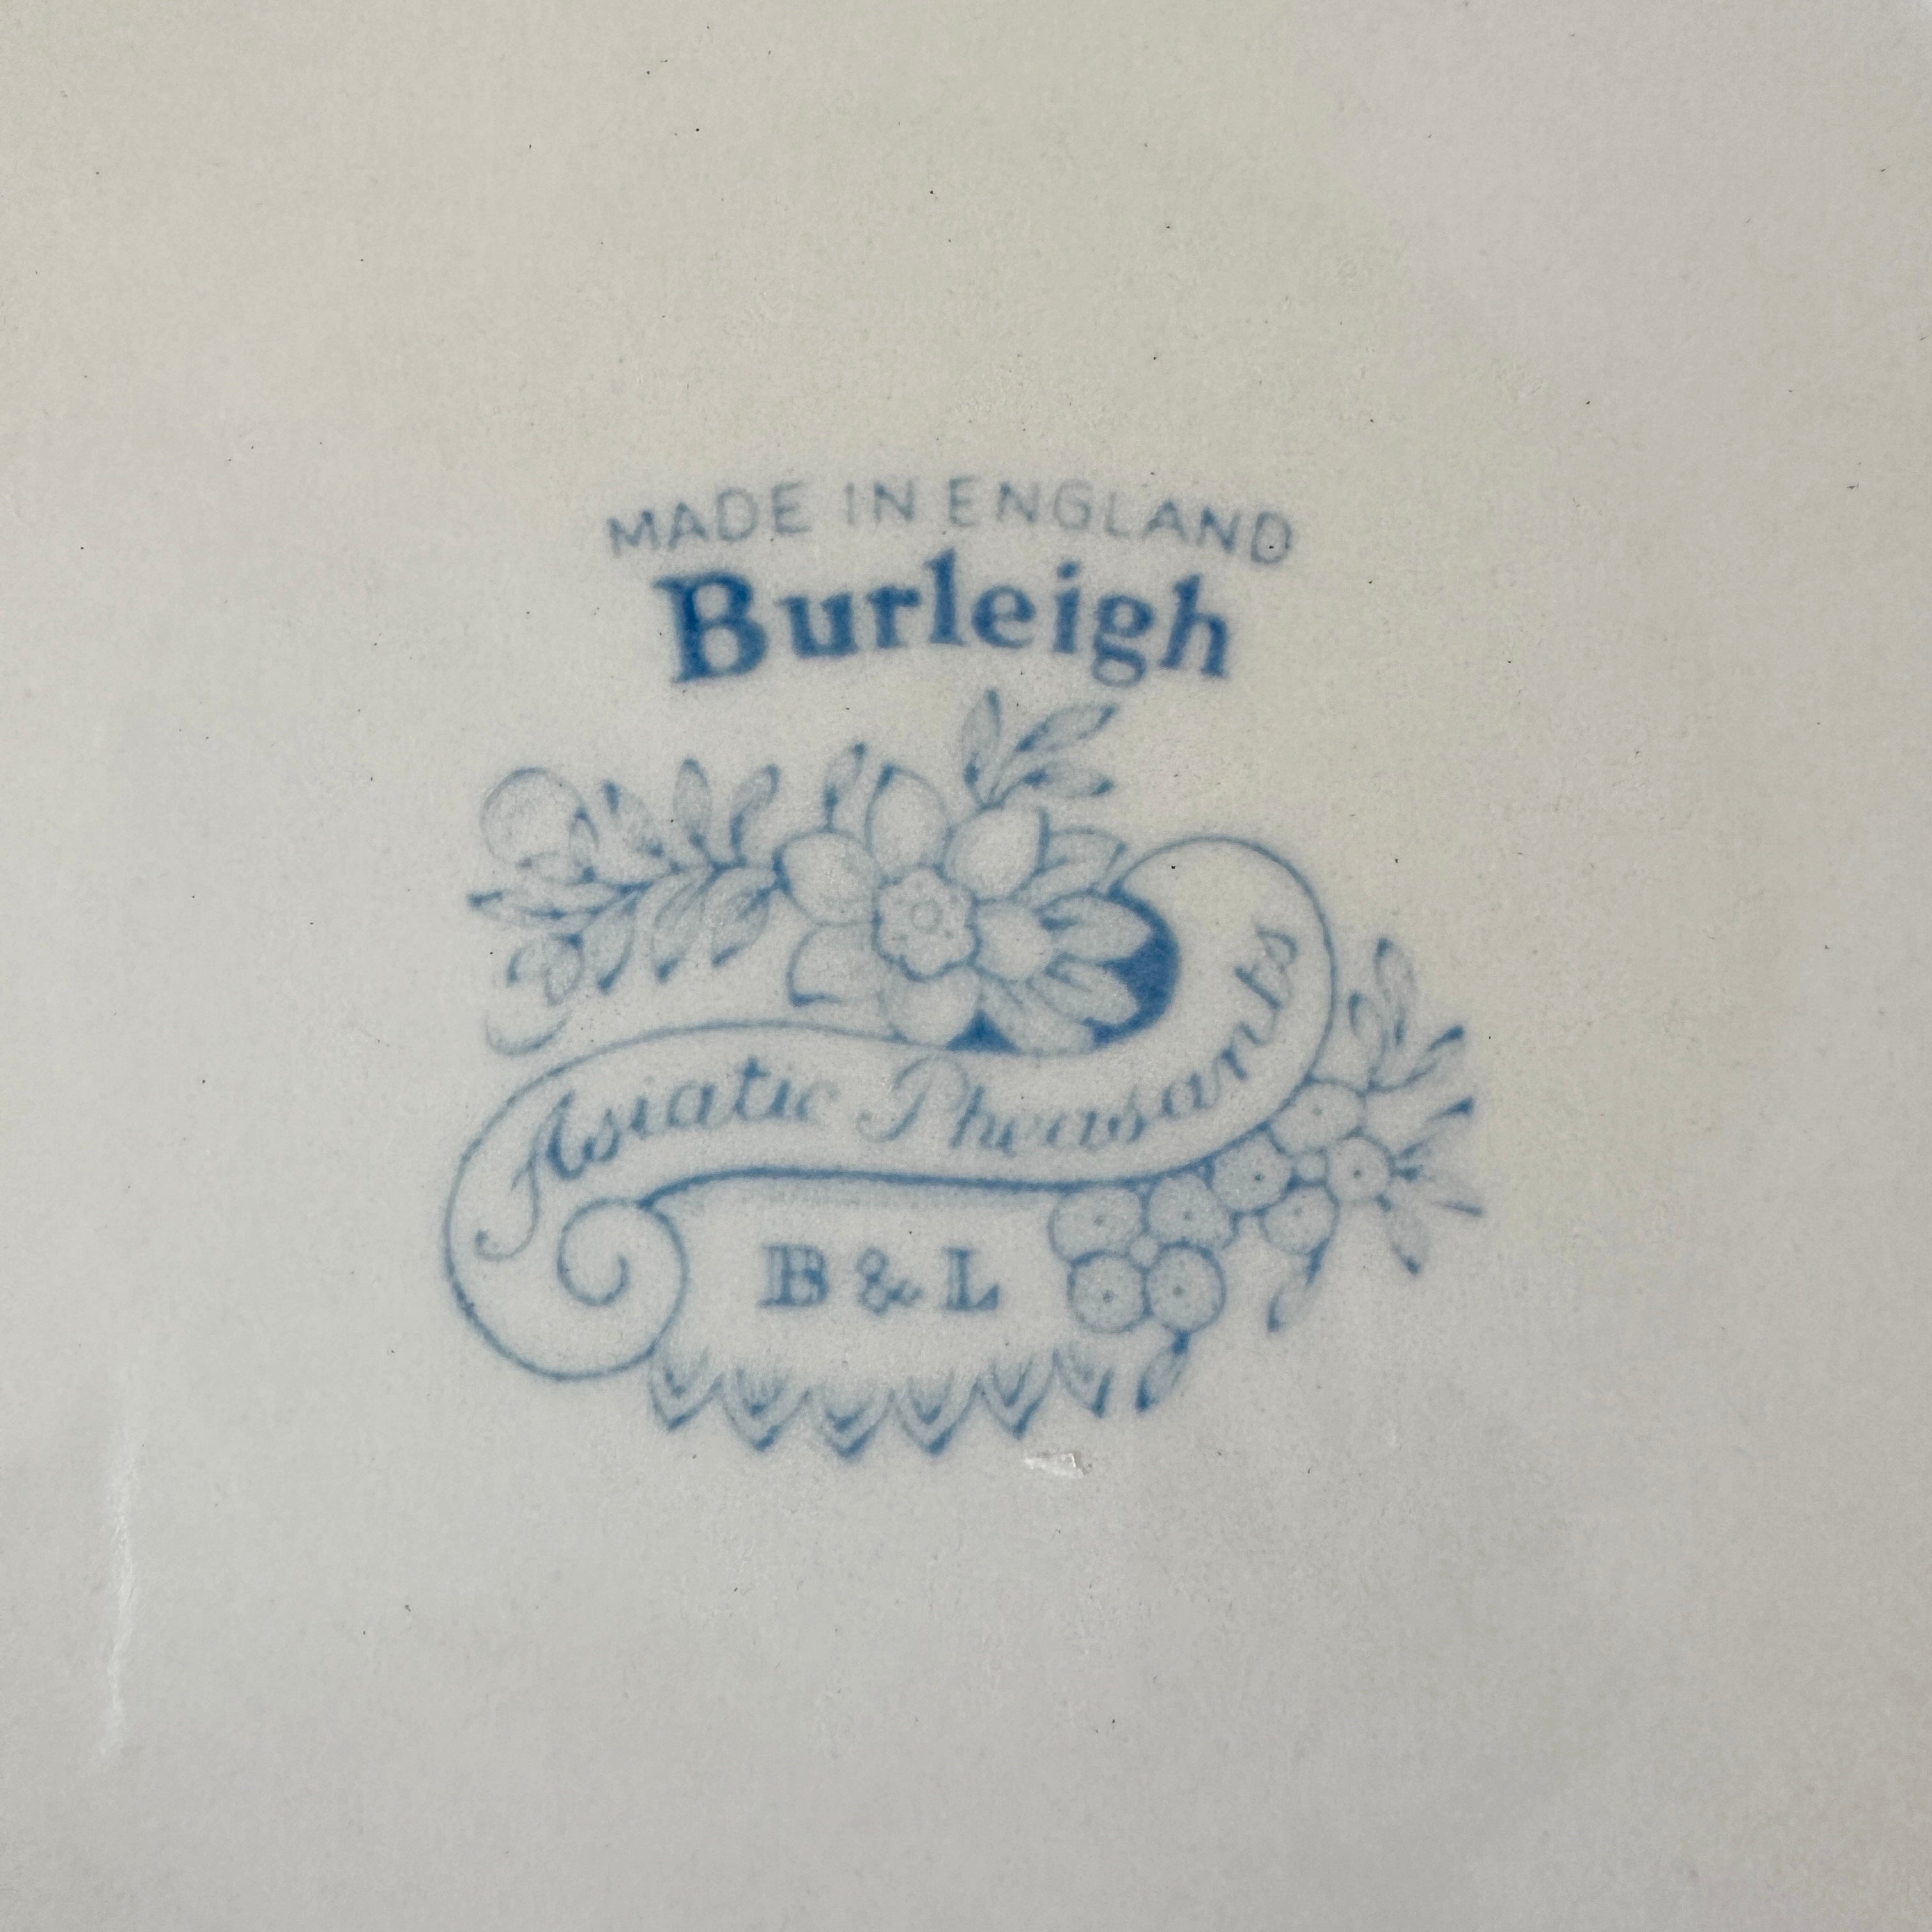 MADE IN ENGLAND
Burleigh
Asiatic Pheasants
B & L